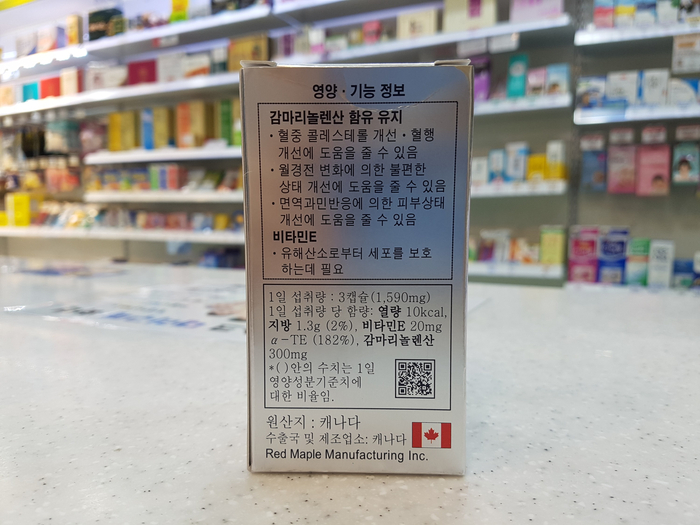 영양 · 기능 정보
감마리놀렌산 함유 유지
· 혈중 콜레스테롤 개선 · 혈행
개선에 도움을 줄 수 있음
· 월경전 변화에 의한 불편한
상태 개선에 도움을 줄 수 있음
· 면역과민반응에 의한 피부상태
개선에 도움을 줄 수 있음
비타민E
· 유해산소로부터 세포를 보호
하는데 필요
1일 섭취량 : 3캡슐(1,590mg)
1일 섭취량 당 함량: 열량 10kcal,
지방 1.3g (2%), 비타민E 20mg
α-TE (182%), 감마리놀렌산
300mg
*( )안의 수치는 1일
영양성분기준치에
대한 비율임.
원산지 : 캐나다
수출국 및 제조업소: 캐나다
Red Maple Manufacturing Inc.